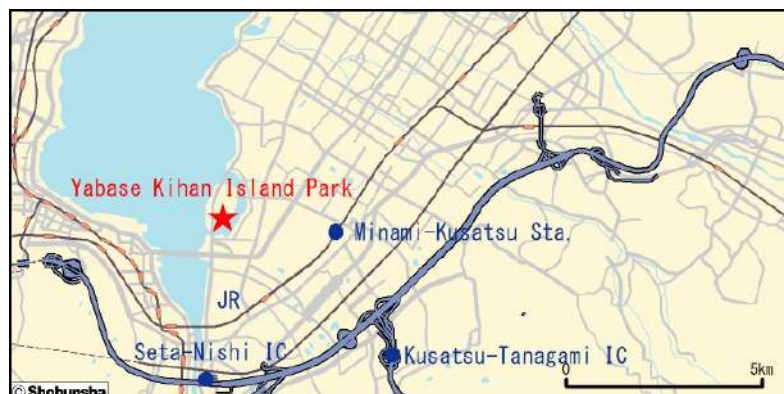 Yabase Kihan Island Park
Minami-Kusatsu Sta.
JR
Seta-Nishi IC
Kusatsu-Tanagami IC
0 5km
© Shobunsha